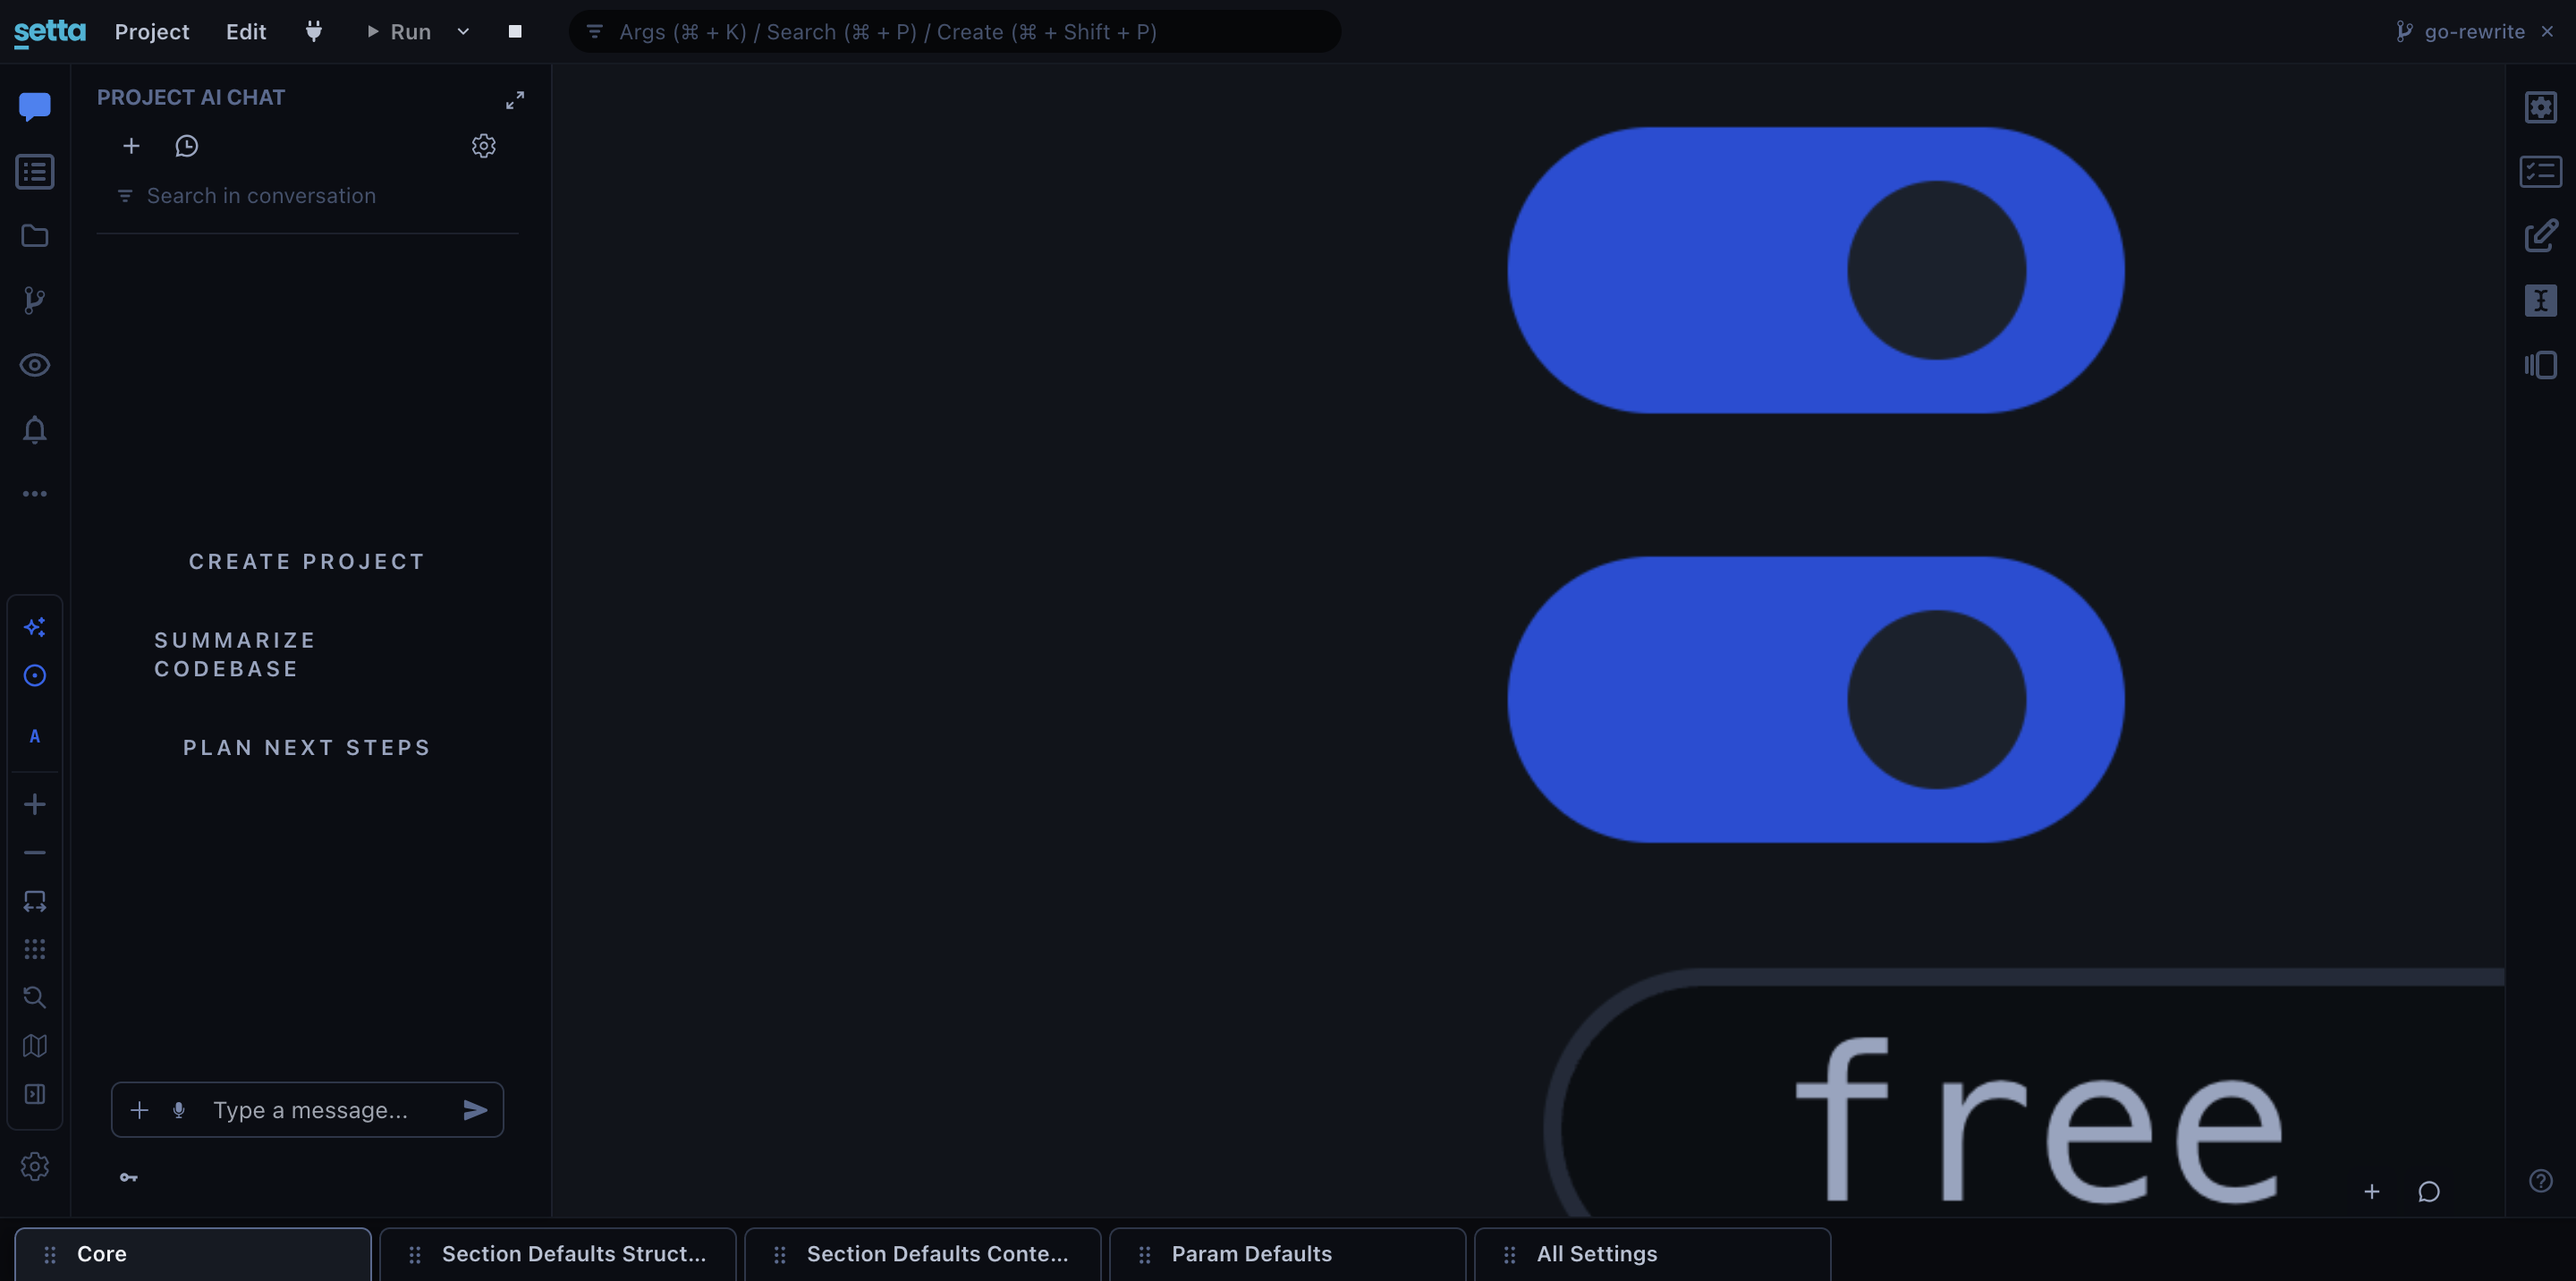 setta Project Edit Run Args (⌘ + K) / Search (⌘ + P) / Create (⌘ + Shift + P) go-rewrite
PROJECT AI CHAT
Search in conversation
CREATE PROJECT
SUMMARIZE
CODEBASE
PLAN NEXT STEPS
A
free
Type a message...
Core Section Defaults Struct... Section Defaults Conte... Param Defaults All Settings